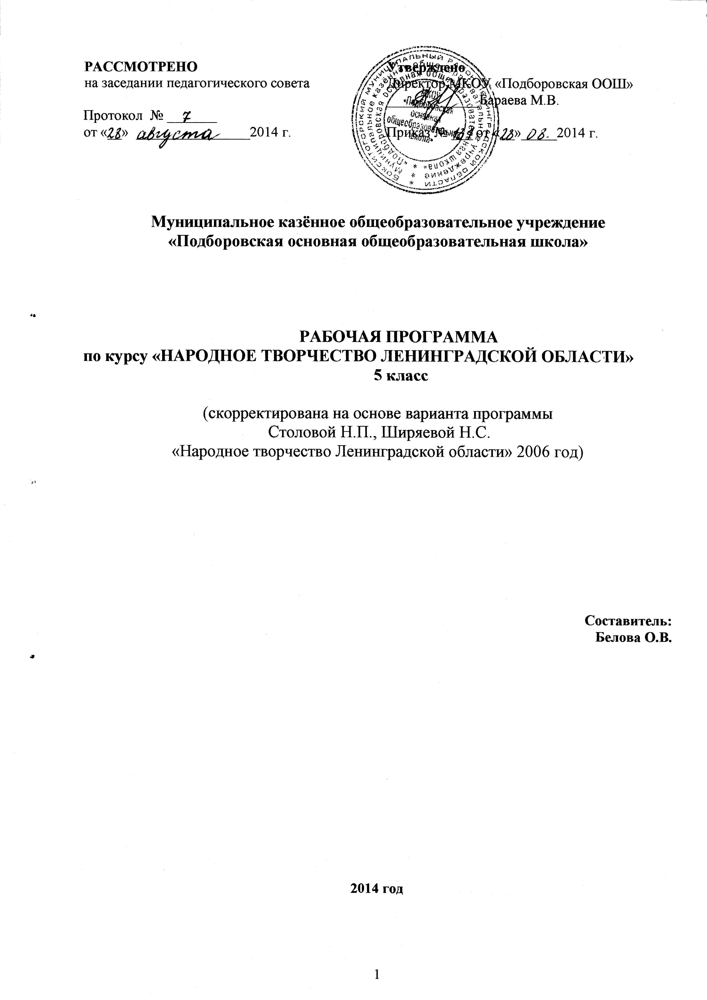 РАССМОТРЕНО
на заседании педагогического совета
Протокол № 7
от «28» августа 2014 г.
Утверждено
Директор МКОУ «Подборовская ООШ»
Бараева М.В.
Приказ № от «28» 08. 2014 г.
БОКСИТОГОРСКИЙ МУНИЦИПАЛЬНЫЙ РАЙОН ЛЕНИНГРАДСКОЙ ОБЛАСТИ
Муниципальное казённое общеобразовательное учреждение
«Подборовская основная общеобразовательная школа»
МКОУ
«Подборовская
основная
общеобразовательная
школа»
Муниципальное казённое общеобразовательное учреждение
«Подборовская основная общеобразовательная школа»
РАБОЧАЯ ПРОГРАММА
по курсу «НАРОДНОЕ ТВОРЧЕСТВО ЛЕНИНГРАДСКОЙ ОБЛАСТИ»
5 класс
(скорректирована на основе варианта программы
Столовой Н.П., Ширяевой Н.С.
«Народное творчество Ленинградской области» 2006 год)
Составитель:
Белова О.В.
2014 год
1